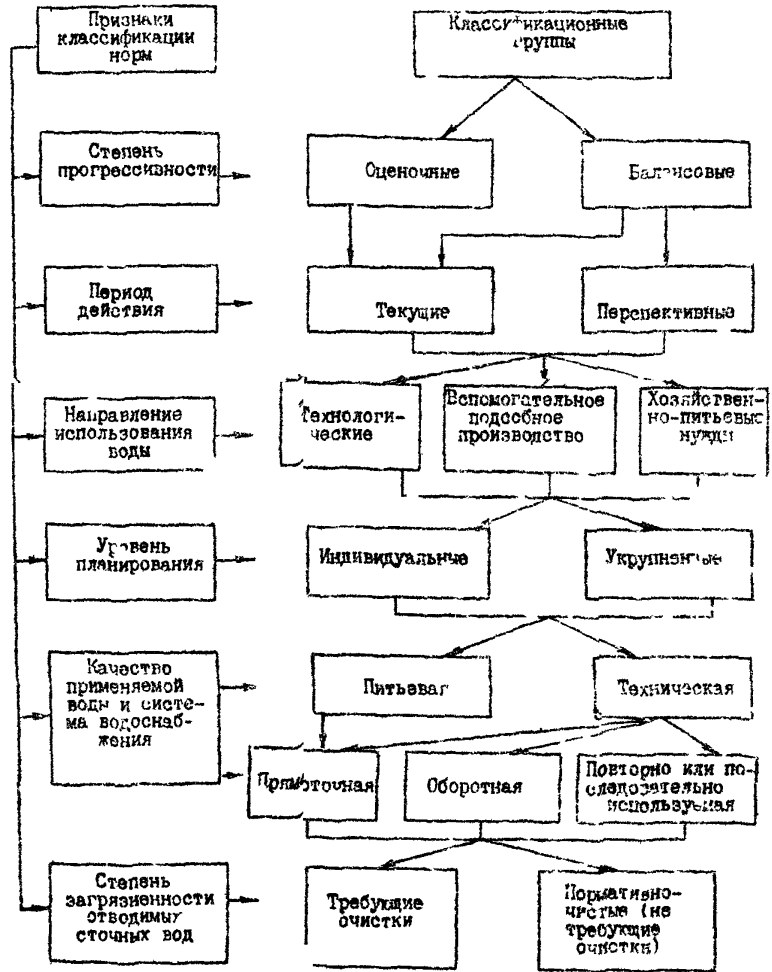 Признаки
классификации
норм
Классификационные
группы
Степень
прогрессивности
Оценочные
Балансовые
Период
действия
Текущие
Перспективные
Направление
использования
воды
Технологи-
ческие
Вспомогательное
подсобное
производство
Хозяйствен-
но-питьевые
нужды
Уровень
планирования
Индивидуальные
Укрупненные
Качество
применяемой
воды и систе-
ма водоснаб-
жения
Питьевая
Техническая
Прямоточная
Оборотная
Повторно или по-
следовательно
используемая
Степень
загрязненности
отводимых
сточных вод
Требующие
очистки
Нормативно-
чистые (не
требующие
очистки)